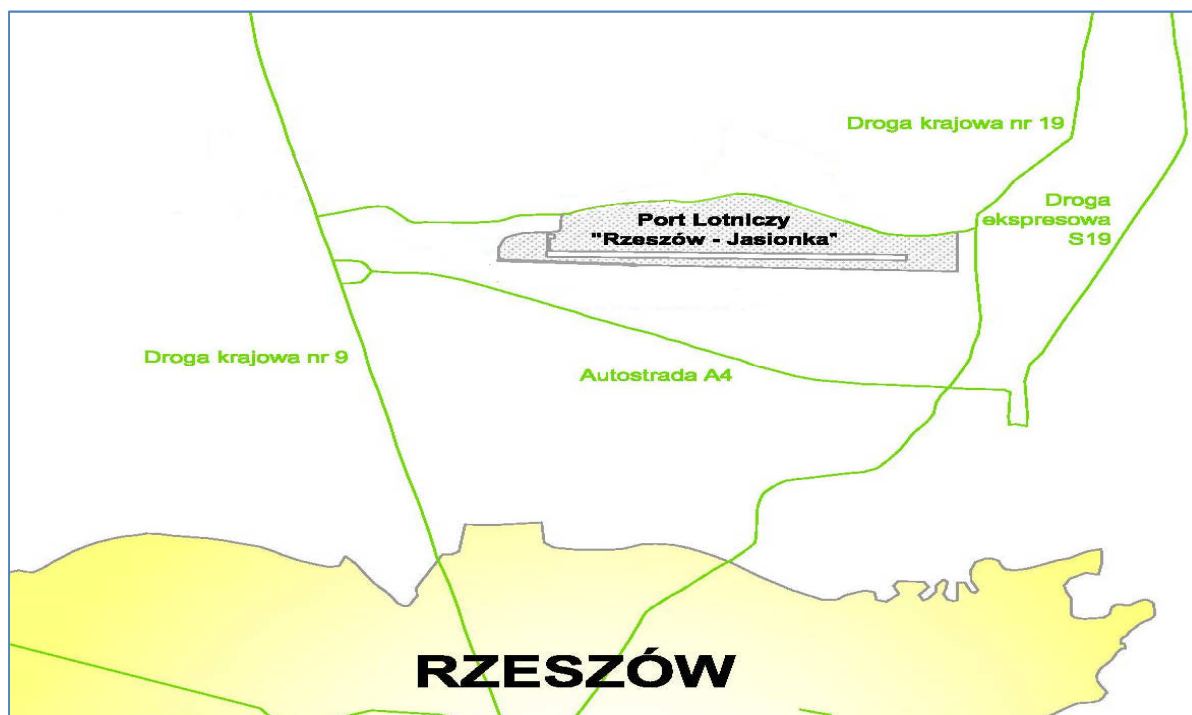 Droga krajowa nr 19
Droga
ekspresowa
S19
Port Lotniczy
"Rzeszów - Jasionka"
Droga krajowa nr 9
Autostrada A4
RZESZÓW